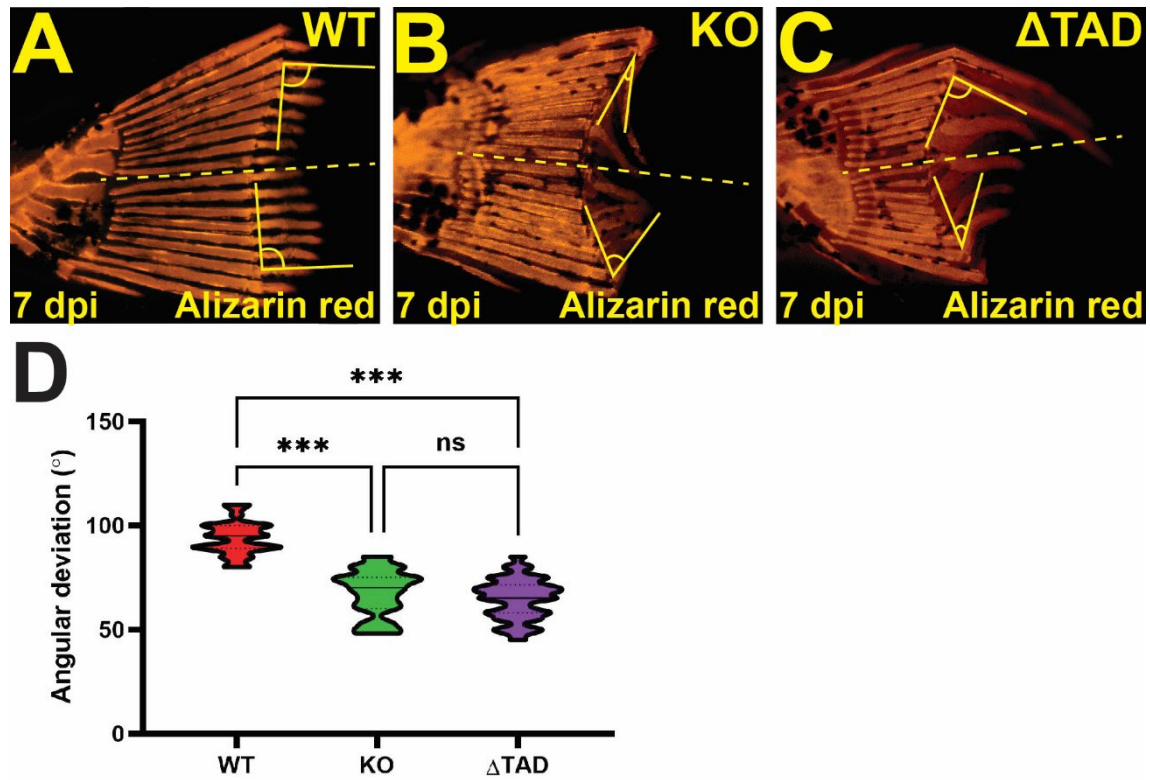 A WT
7 dpi Alizarin red
B KO
7 dpi Alizarin red
C ΔTAD
7 dpi Alizarin red
D
***
*** ns
Angular deviation (°)
150
100
50
0
WT KO ΔTAD